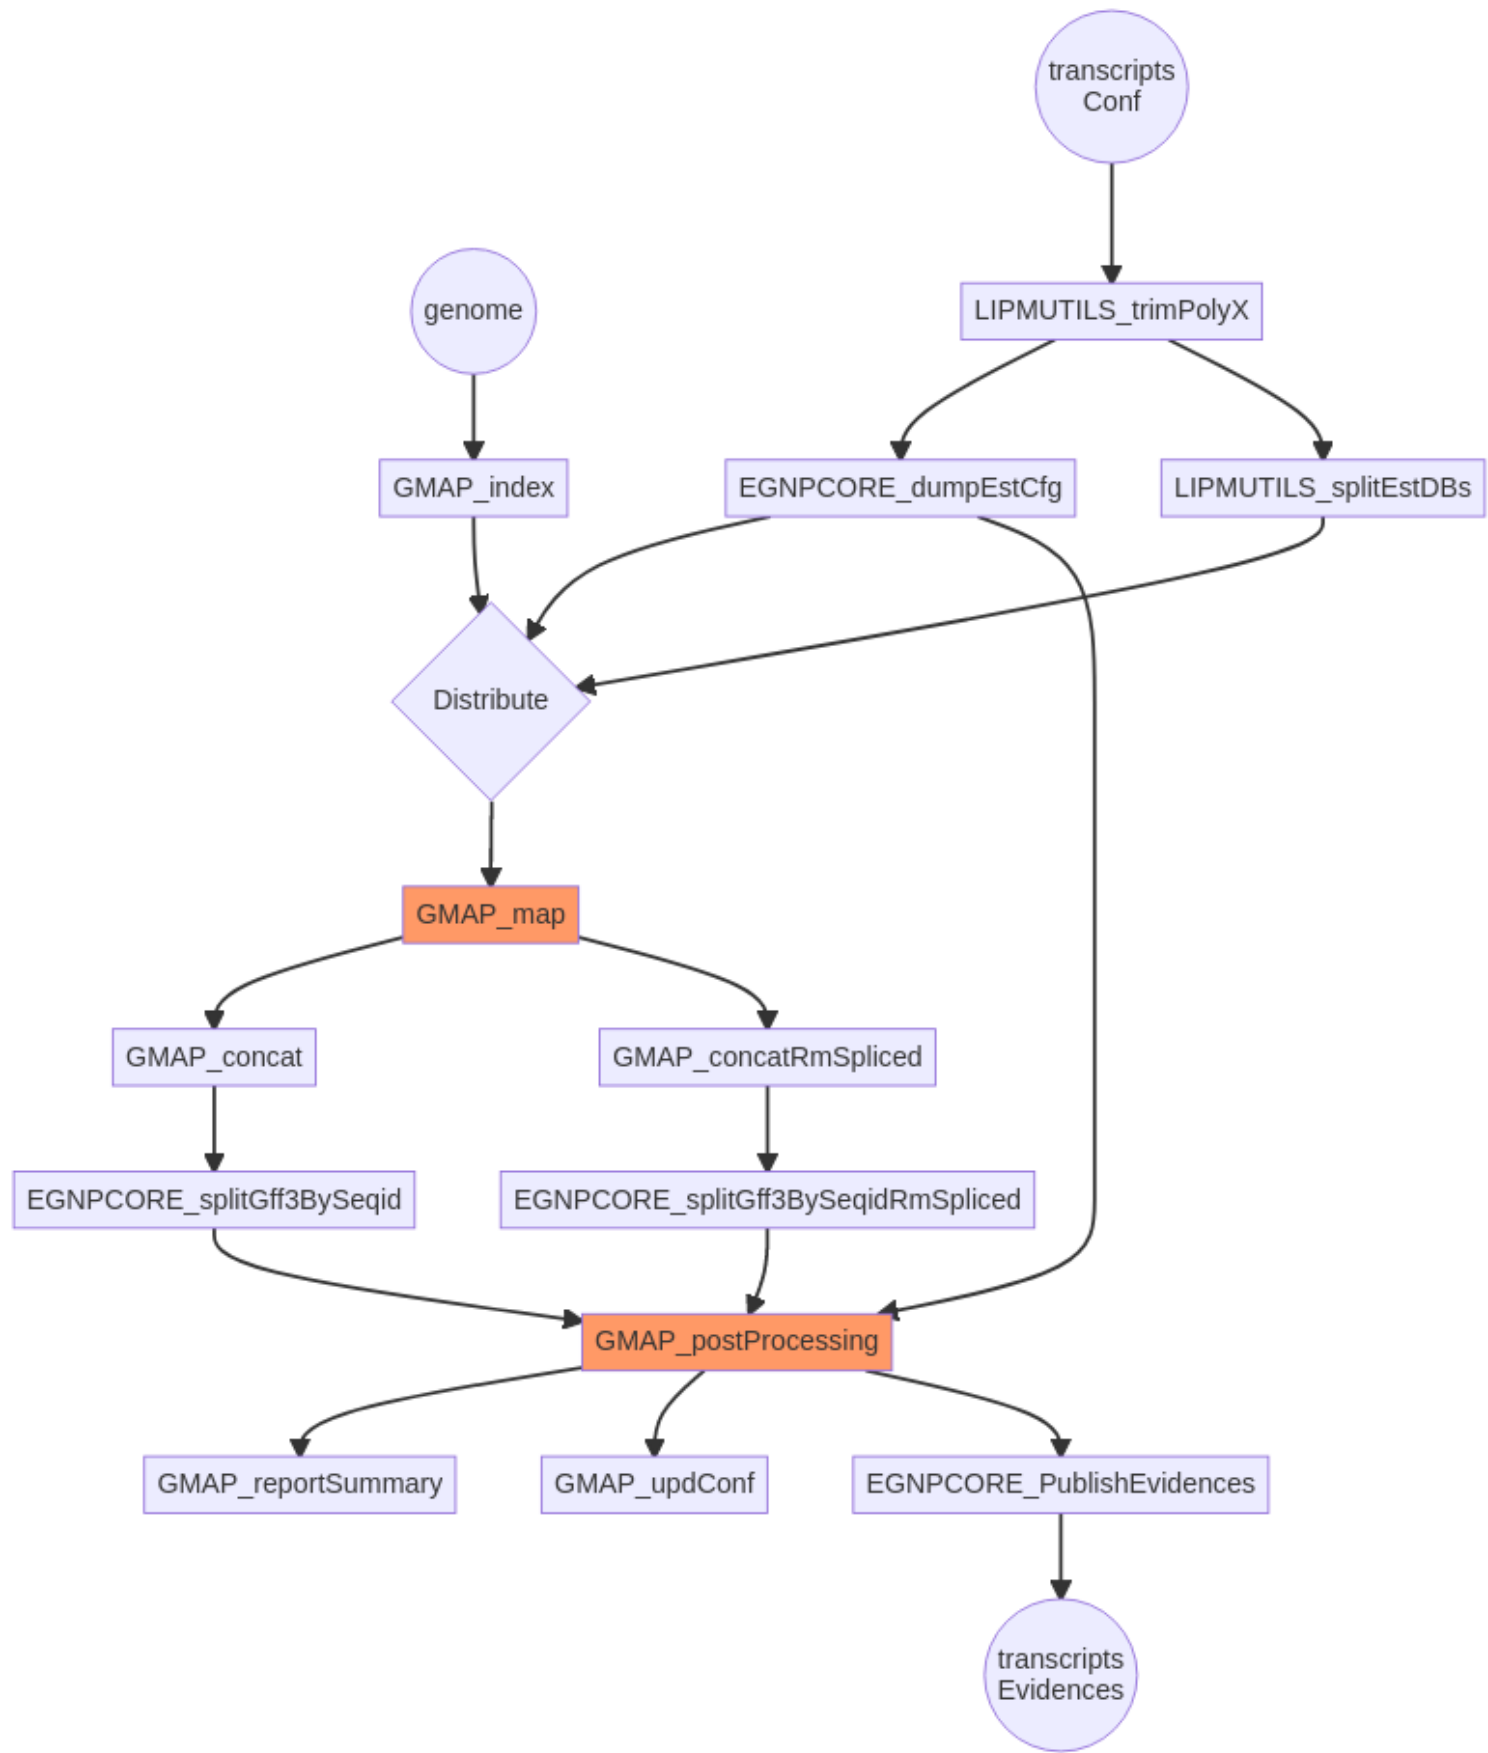 transcripts
Conf
genome
LIPMUTILS_trimPolyX
GMAP_index
EGNPCORE_dumpEstCfg
LIPMUTILS_splitEstDBs
Distribute
GMAP_map
GMAP_concat
GMAP_concatRmSpliced
EGNPCORE_splitGff3BySeqid
EGNPCORE_splitGff3BySeqidRmSpliced
GMAP_postProcessing
GMAP_reportSummary
GMAP_updConf
EGNPCORE_PublishEvidences
transcripts
Evidences